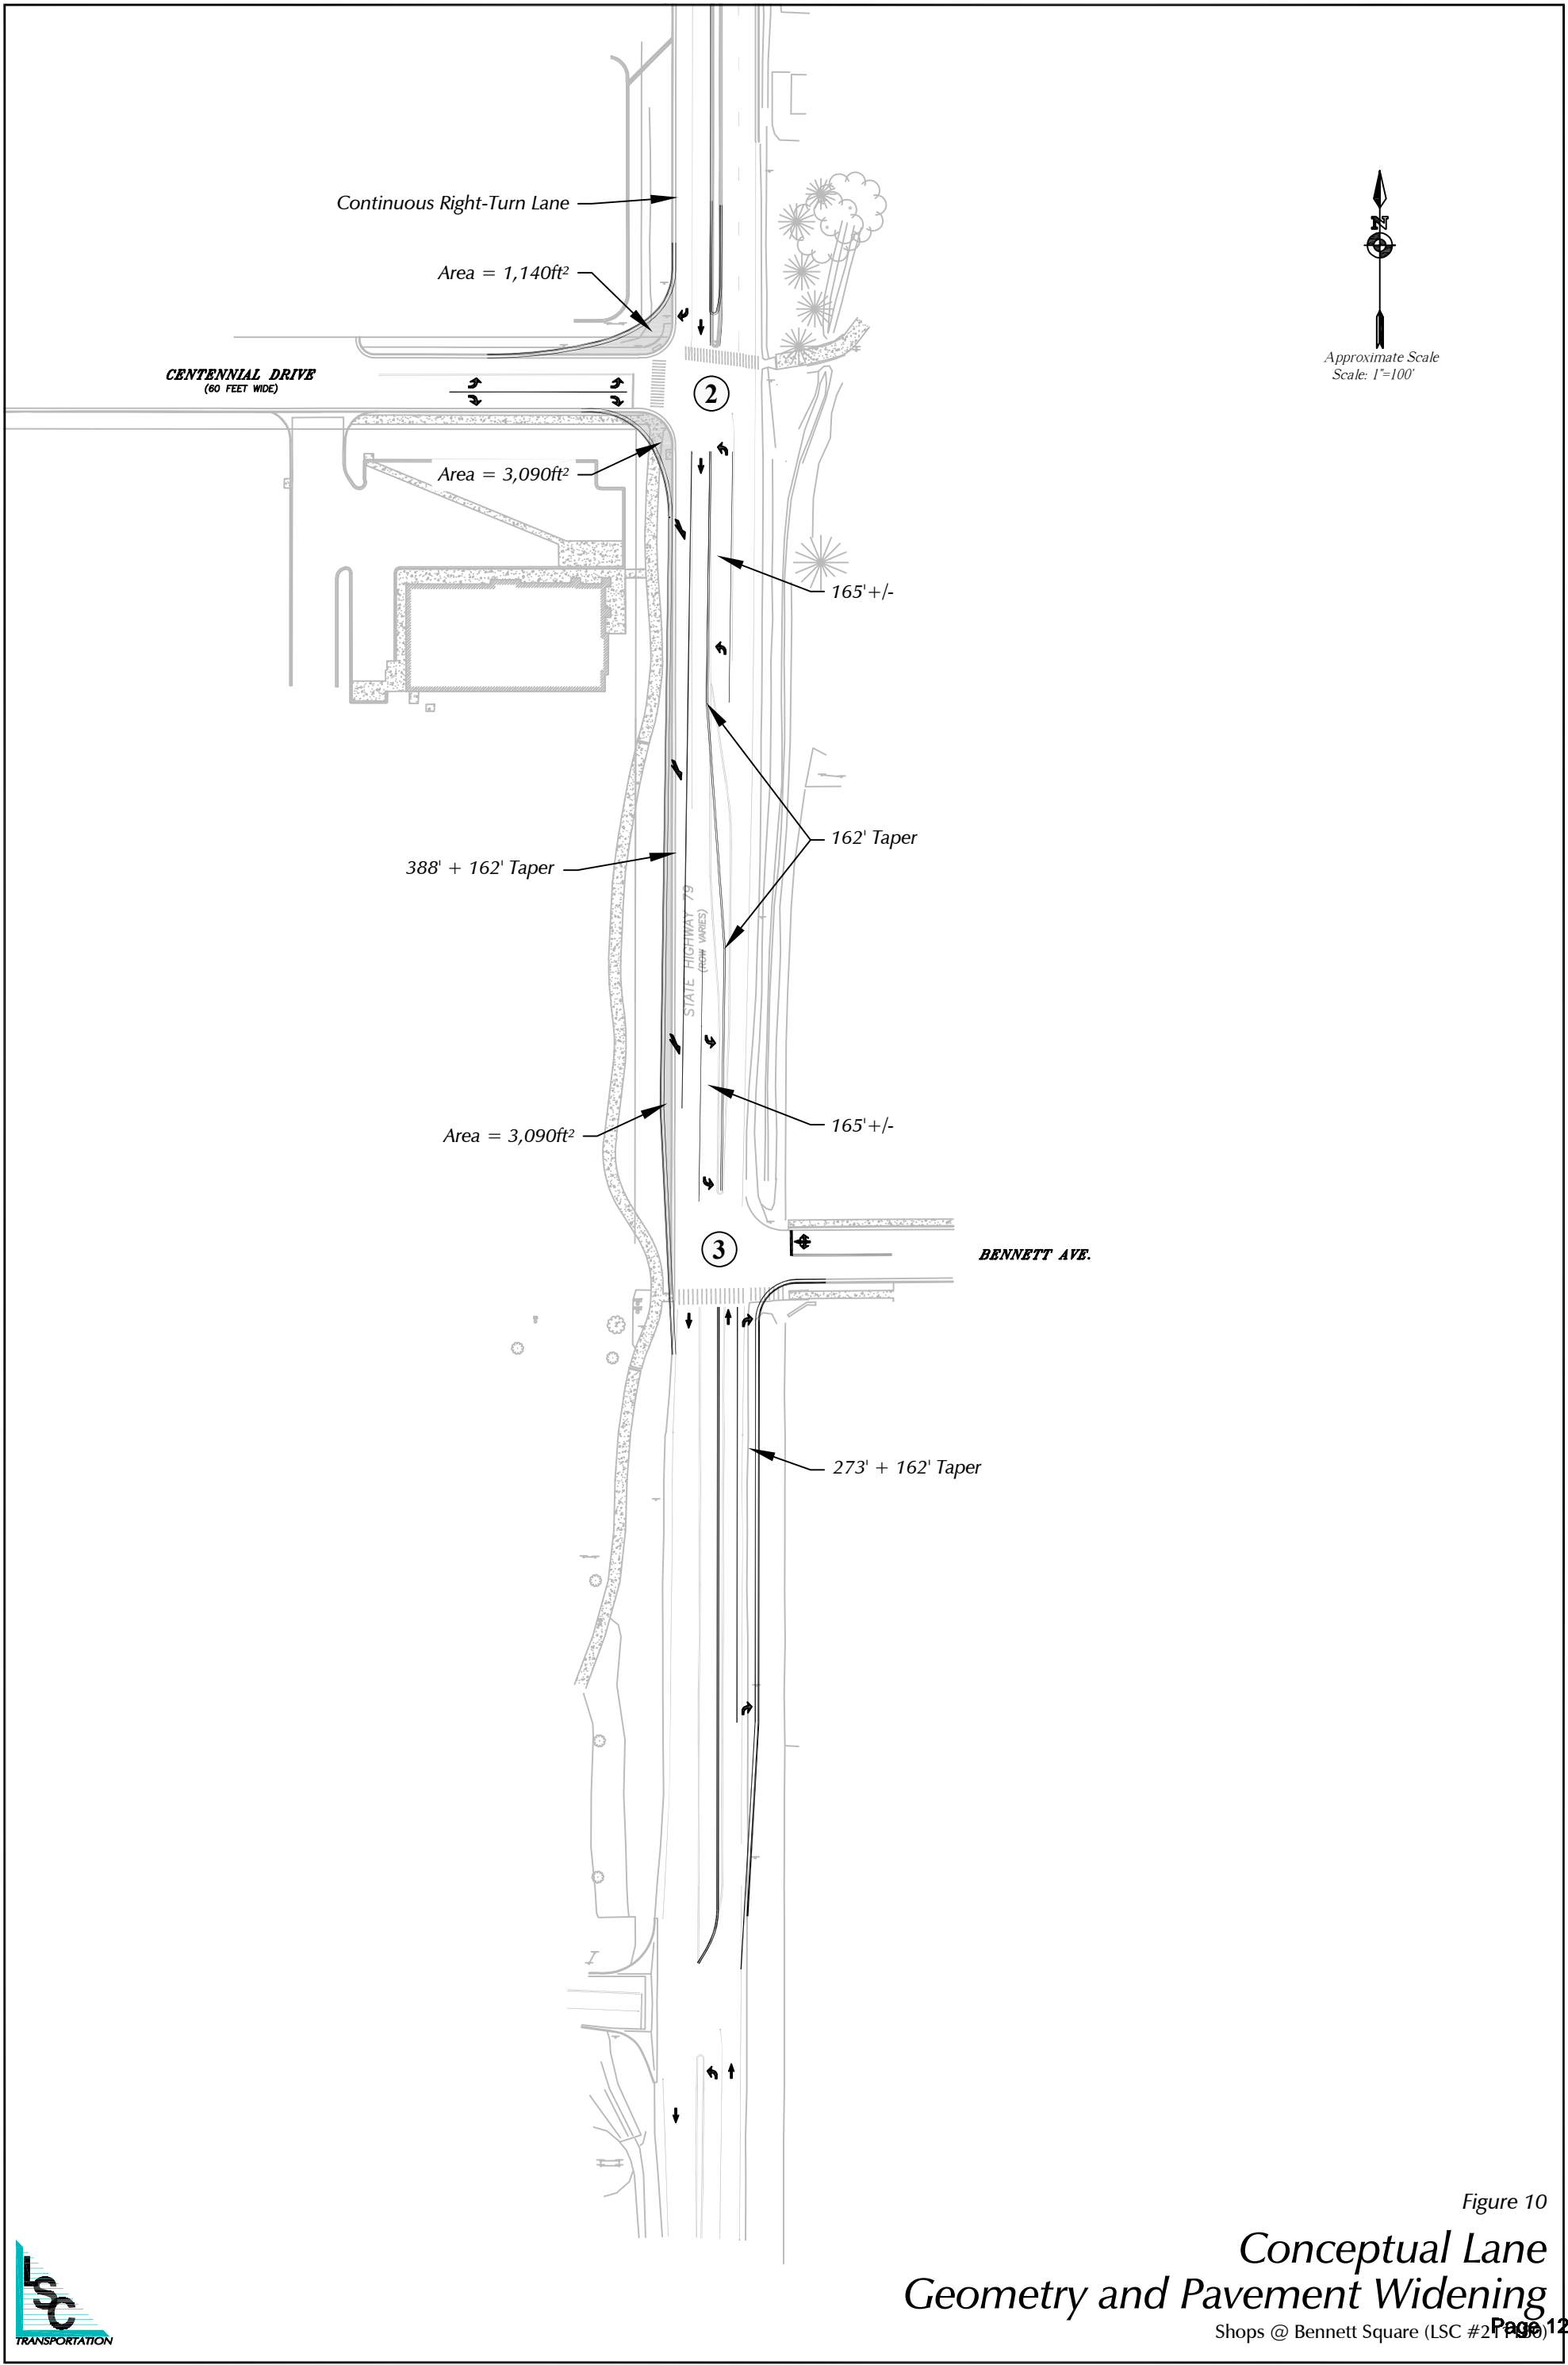 Continuous Right-Turn Lane
Area = 1,140ft²
N
Approximate Scale
Scale: 1"=100'
CENTENNIAL DRIVE
(60 FEET WIDE)
2
Area = 3,090ft²
165'+/-
162' Taper
388' + 162' Taper
STATE HIGHWAY 79
(ROW VARIES)
165'+/-
Area = 3,090ft²
3
BENNETT AVE.
273' + 162' Taper
Figure 10
Conceptual Lane
Geometry and Pavement Widening
Shops @ Bennett Square (LSC
Page 12
LSC
TRANSPORTATION